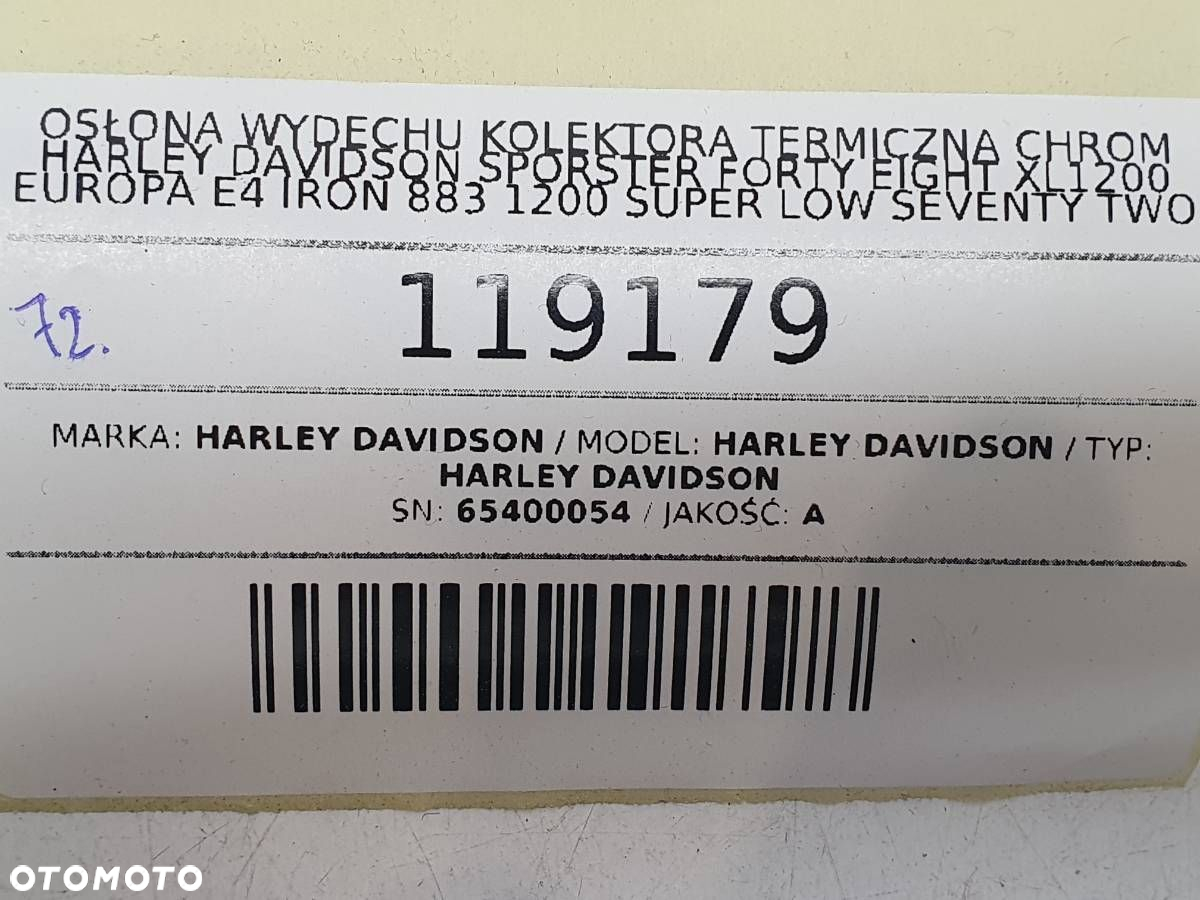 OSŁONA WYDECHU KOLEKTORA TERMICZNA CHROM
HARLEY DAVIDSON SPORSTER FORTY EIGHT XL1200
EUROPA E4 IRON 883 1200 SUPER LOW SEVENTY TWO
72.
119179
MARKA: HARLEY DAVIDSON / MODEL: HARLEY DAVIDSON / TYP:
HARLEY DAVIDSON
SN: 65400054 / JAKOŚĆ: A
OTOMOTO